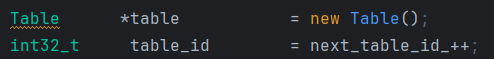 Table      *table           = new Table();
int32_t     table_id        = next_table_id_++;